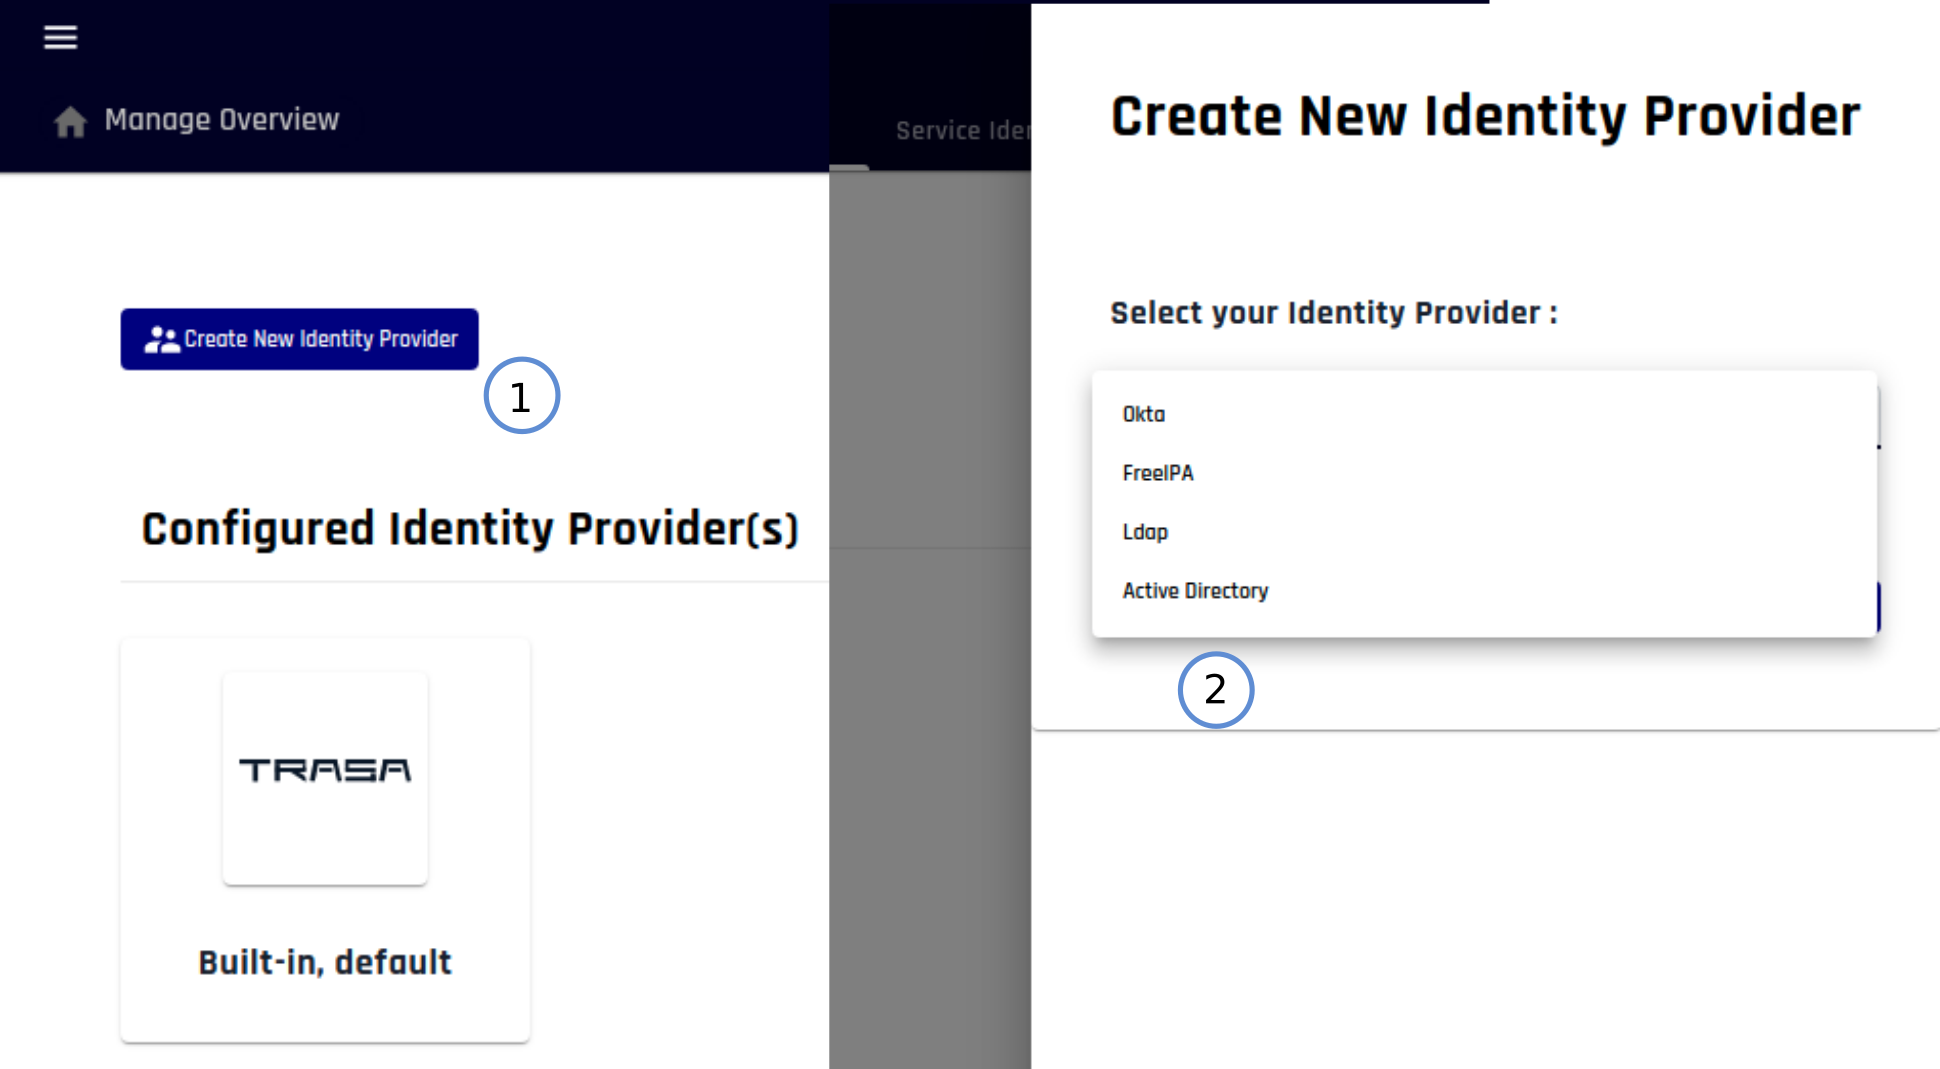 Manage Overview
Create New Identity Provider
1
Configured Identity Provider(s)
TRASA
Built-in, default
Service Iden
Create New Identity Provider
Select your Identity Provider :
Okta
FreeIPA
Ldap
Active Directory
2